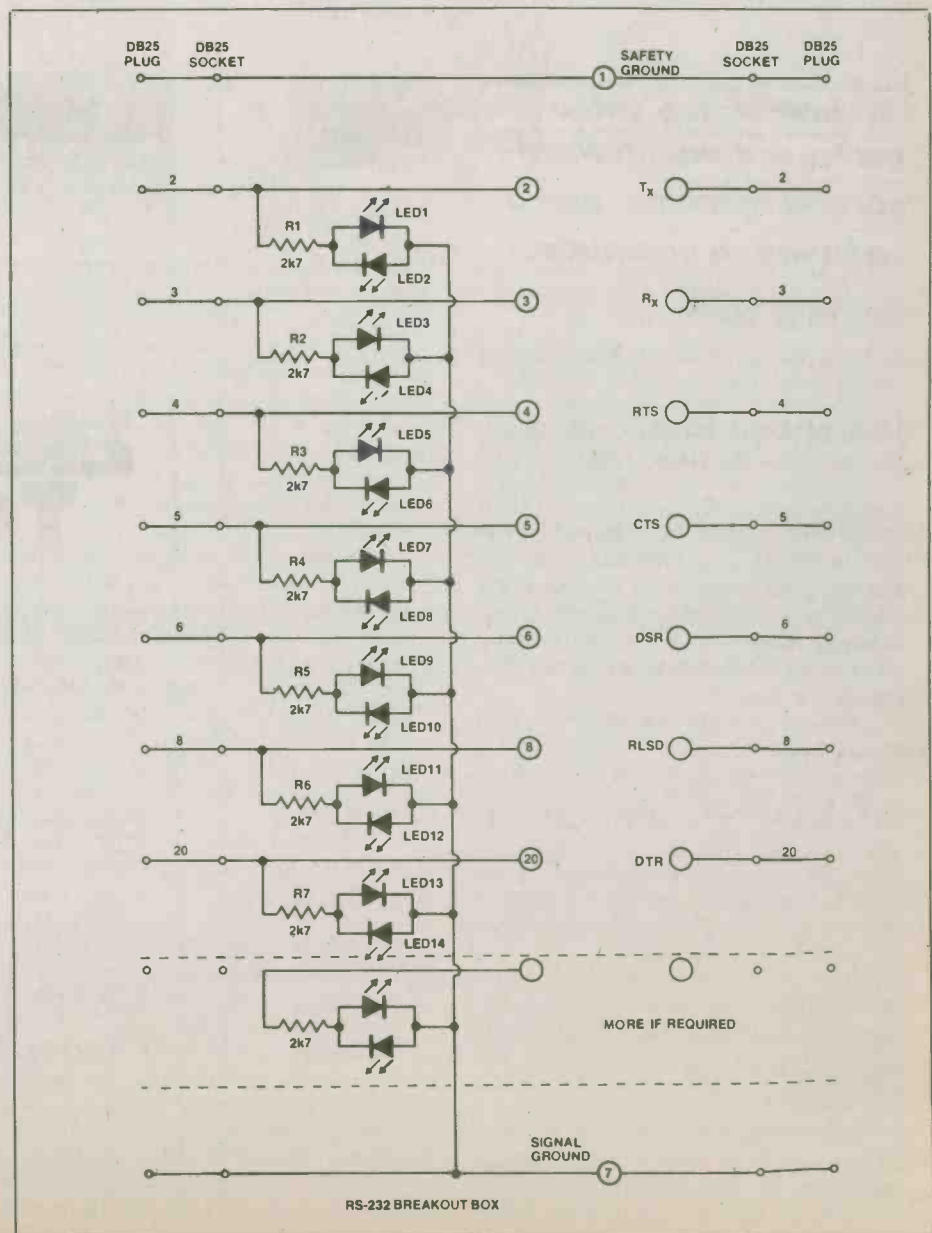 DB25 PLUG
DB25 SOCKET
1
SAFETY GROUND
DB25 SOCKET
DB25 PLUG
2
2
TX
2
R1
2k7
LED1
LED2
3
3
RX
3
R2
2k7
LED3
LED4
4
4
RTS
4
R3
2k7
LED5
LED6
5
5
CTS
5
R4
2k7
LED7
LED8
6
6
DSR
6
R5
2k7
LED9
LED10
8
8
RLSD
8
R6
2k7
LED11
LED12
20
20
DTR
20
R7
2k7
LED13
LED14
2k7
MORE IF REQUIRED
SIGNAL GROUND
7
RS-232 BREAKOUT BOX